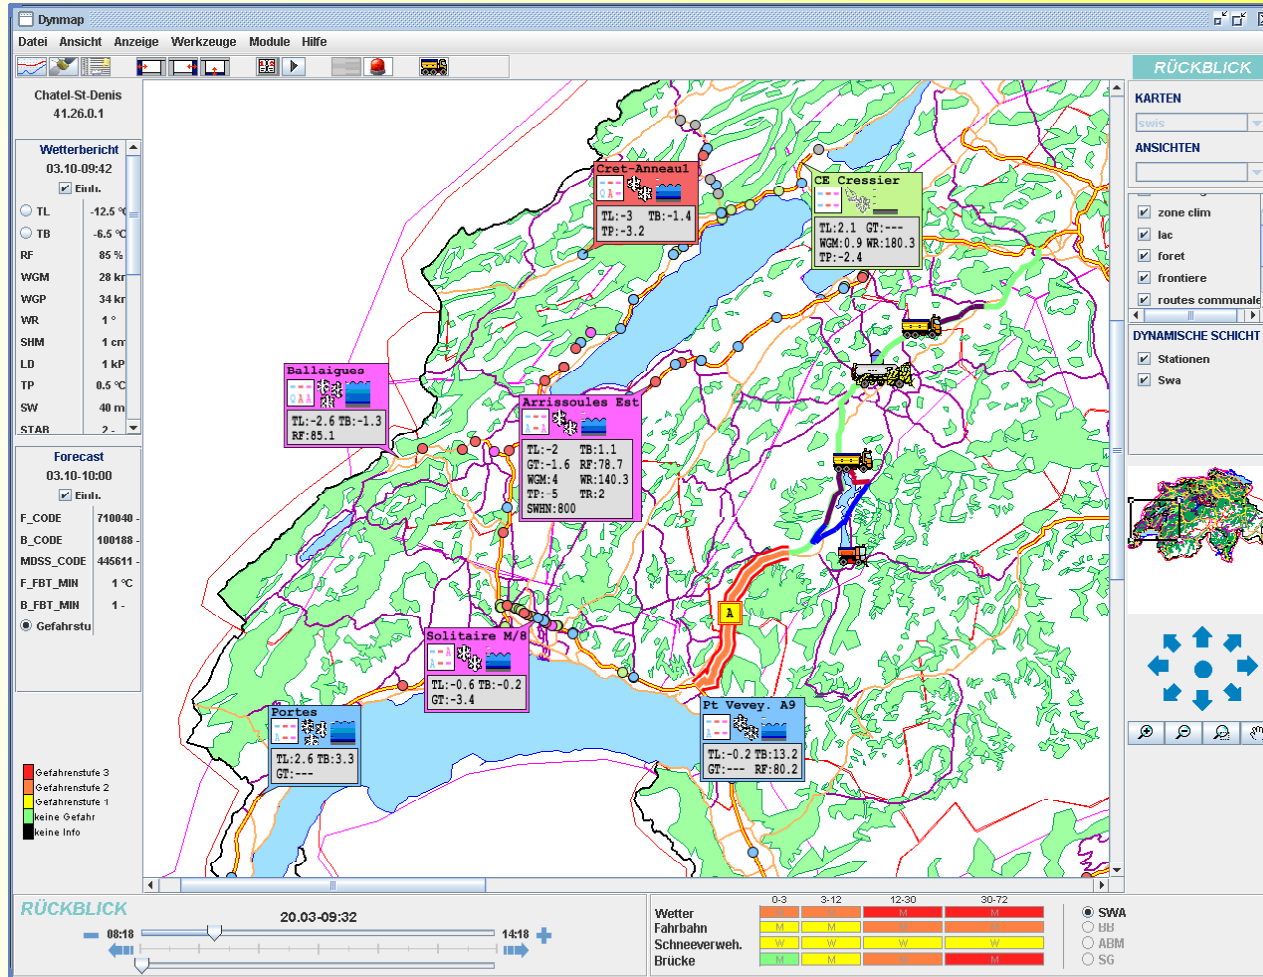 Dynmap
Datei Ansicht Anzeige Werkzeuge Module Hilfe
RÜCKBLICK
Chatel-St-Denis
41.26.0.1
Wetterbericht
03.10-09:42
Einh.
TL -12.5 °C
TB -6.5 °C
RF 85 %
WGM 28 km
WGP 34 km
WR 1 °
SHM 1 cm
LD 1 kP
TP 0.5 °C
SW 40 m
STAB 2 -
Forecast
03.10-10:00
Einh.
F_CODE 710040 -
B_CODE 100188 -
MDSS_CODE 445611 -
F_FBT_MIN 1 °C
B_FBT_MIN 1 -
Gefahrstu
Gefahrenstufe 3
Gefahrenstufe 2
Gefahrenstufe 1
keine Gefahr
keine Info
Cret-Anneau1
TL:-3 TB:-1.4
TP:-3.2
CE Cressier
TL:2.1 GT:---
WGM:0.9 WR:180.3
TP:-2.4
Ballaigues
TL:-2.6 TB:-1.3
RF:85.1
Arrissoules Est
TL:-2 TB:1.1
GT:-1.6 RF:78.7
WGM:4 WR:140.3
TP:-5 TR:2
SWHN:800
A
Solitaire M/8
TL:-0.6 TB:-0.2
GT:-3.4
Portes
TL:2.6 TB:3.3
GT:---
Pt Vevey. A9
TL:-0.2 TB:13.2
GT:--- RF:80.2
KARTEN
swis
ANSICHTEN
zone clim
lac
foret
frontiere
routes communale
DYNAMISCHE SCHICHT
Stationen
Swa
RÜCKBLICK
20.03-09:32
08:18 14:18
0-3 3-12 12-30 30-72
Wetter M M M M
Fahrbahn M M M M
Schneeverweh. W W W W
Brücke M M M M
SWA
BB
ABM
SG